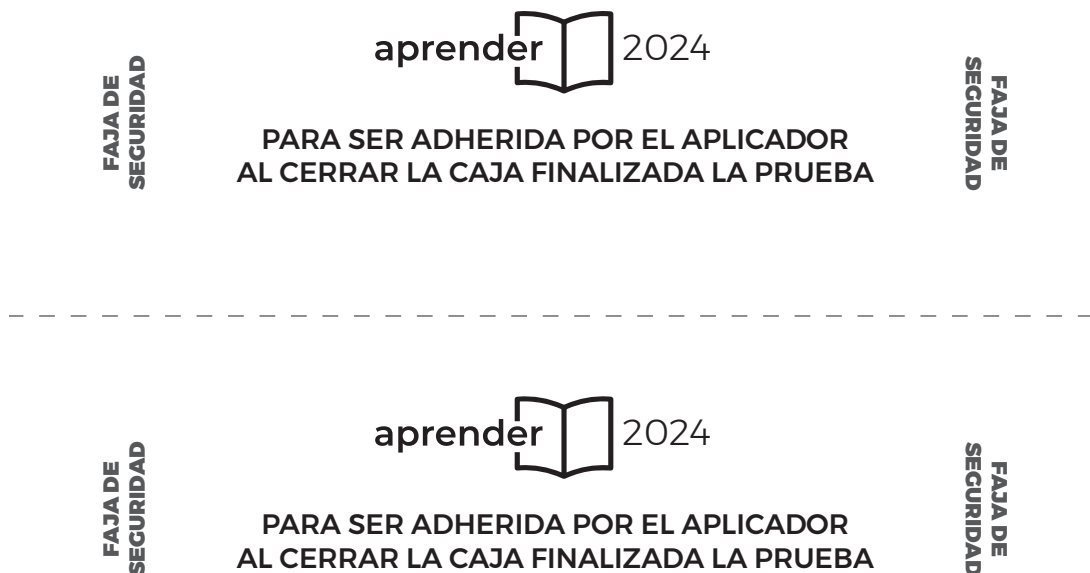 aprender 2024
FAJA DE
SEGURIDAD
PARA SER ADHERIDA POR EL APLICADOR
AL CERRAR LA CAJA FINALIZADA LA PRUEBA
FAJA DE
SEGURIDAD
aprender 2024
FAJA DE
SEGURIDAD
PARA SER ADHERIDA POR EL APLICADOR
AL CERRAR LA CAJA FINALIZADA LA PRUEBA
FAJA DE
SEGURIDAD